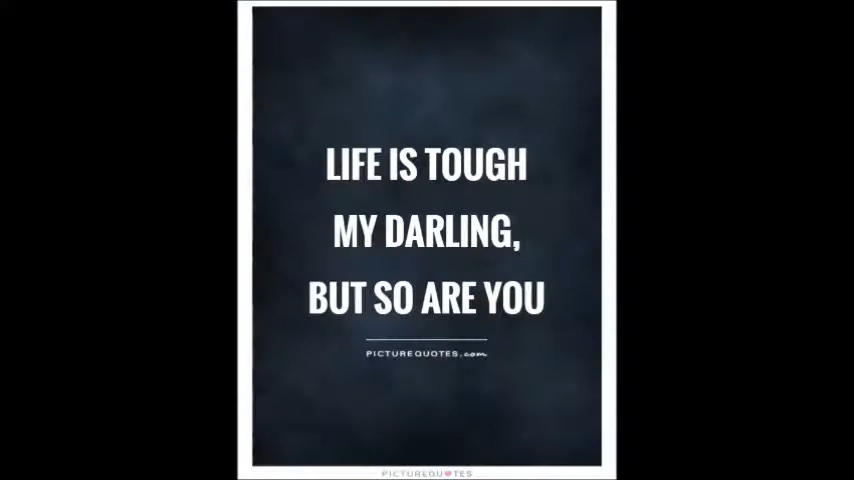 LIFE IS TOUGH
MY DARLING,
BUT SO ARE YOU
PICTUREQUOTES.com
PICTUREQUOTES